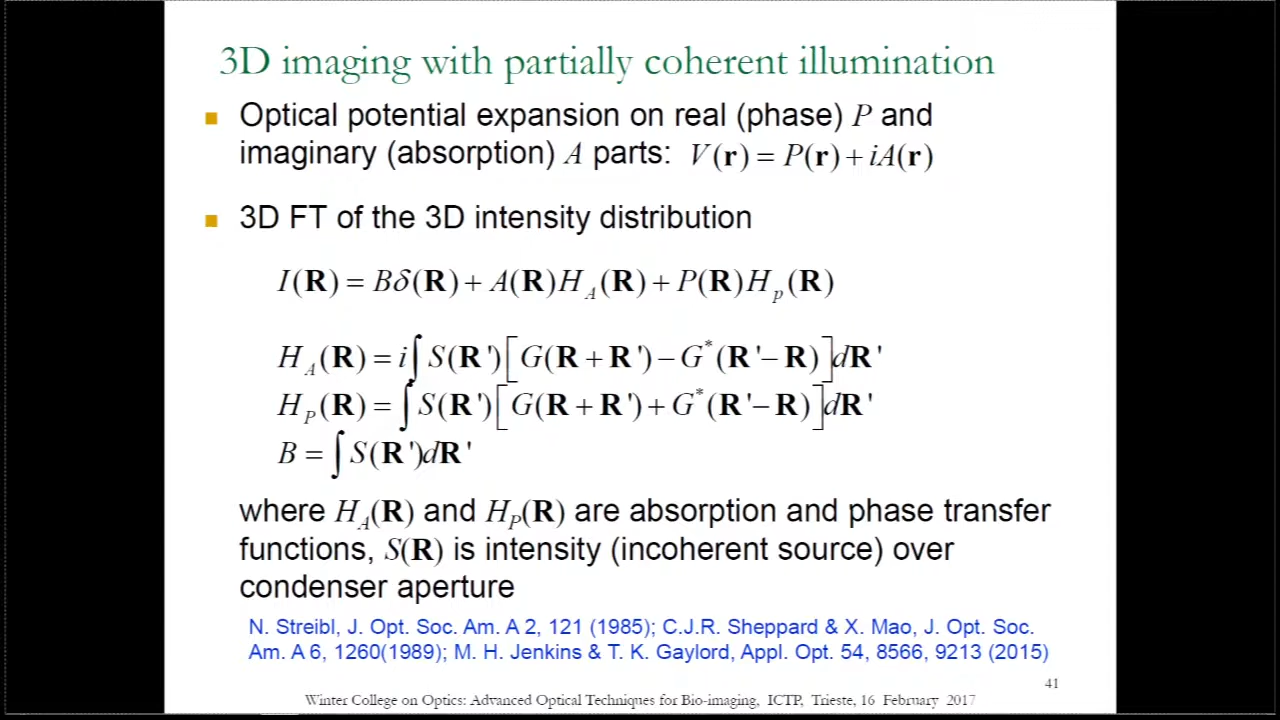 3D imaging with partially coherent illumination
Optical potential expansion on real (phase) P and
imaginary (absorption) A parts: V(r) = P(r) + iA(r)
3D FT of the 3D intensity distribution
I(R) = Bδ(R) + A(R)H_A(R) + P(R)H_p(R)
H_A(R) = i∫S(R')[G(R + R') − G*(R'−R)]dR'
H_P(R) = ∫S(R')[G(R + R') + G*(R'−R)]dR'
B = ∫S(R')dR'
where H_A(R) and H_P(R) are absorption and phase transfer
functions, S(R) is intensity (incoherent source) over
condenser aperture
N. Streibl, J. Opt. Soc. Am. A 2, 121 (1985); C.J.R. Sheppard & X. Mao, J. Opt. Soc.
Am. A 6, 1260(1989); M. H. Jenkins & T. K. Gaylord, Appl. Opt. 54, 8566, 9213 (2015)
41
Winter College on Optics: Advanced Optical Techniques for Bio-imaging, ICTP, Trieste, 16 February 2017